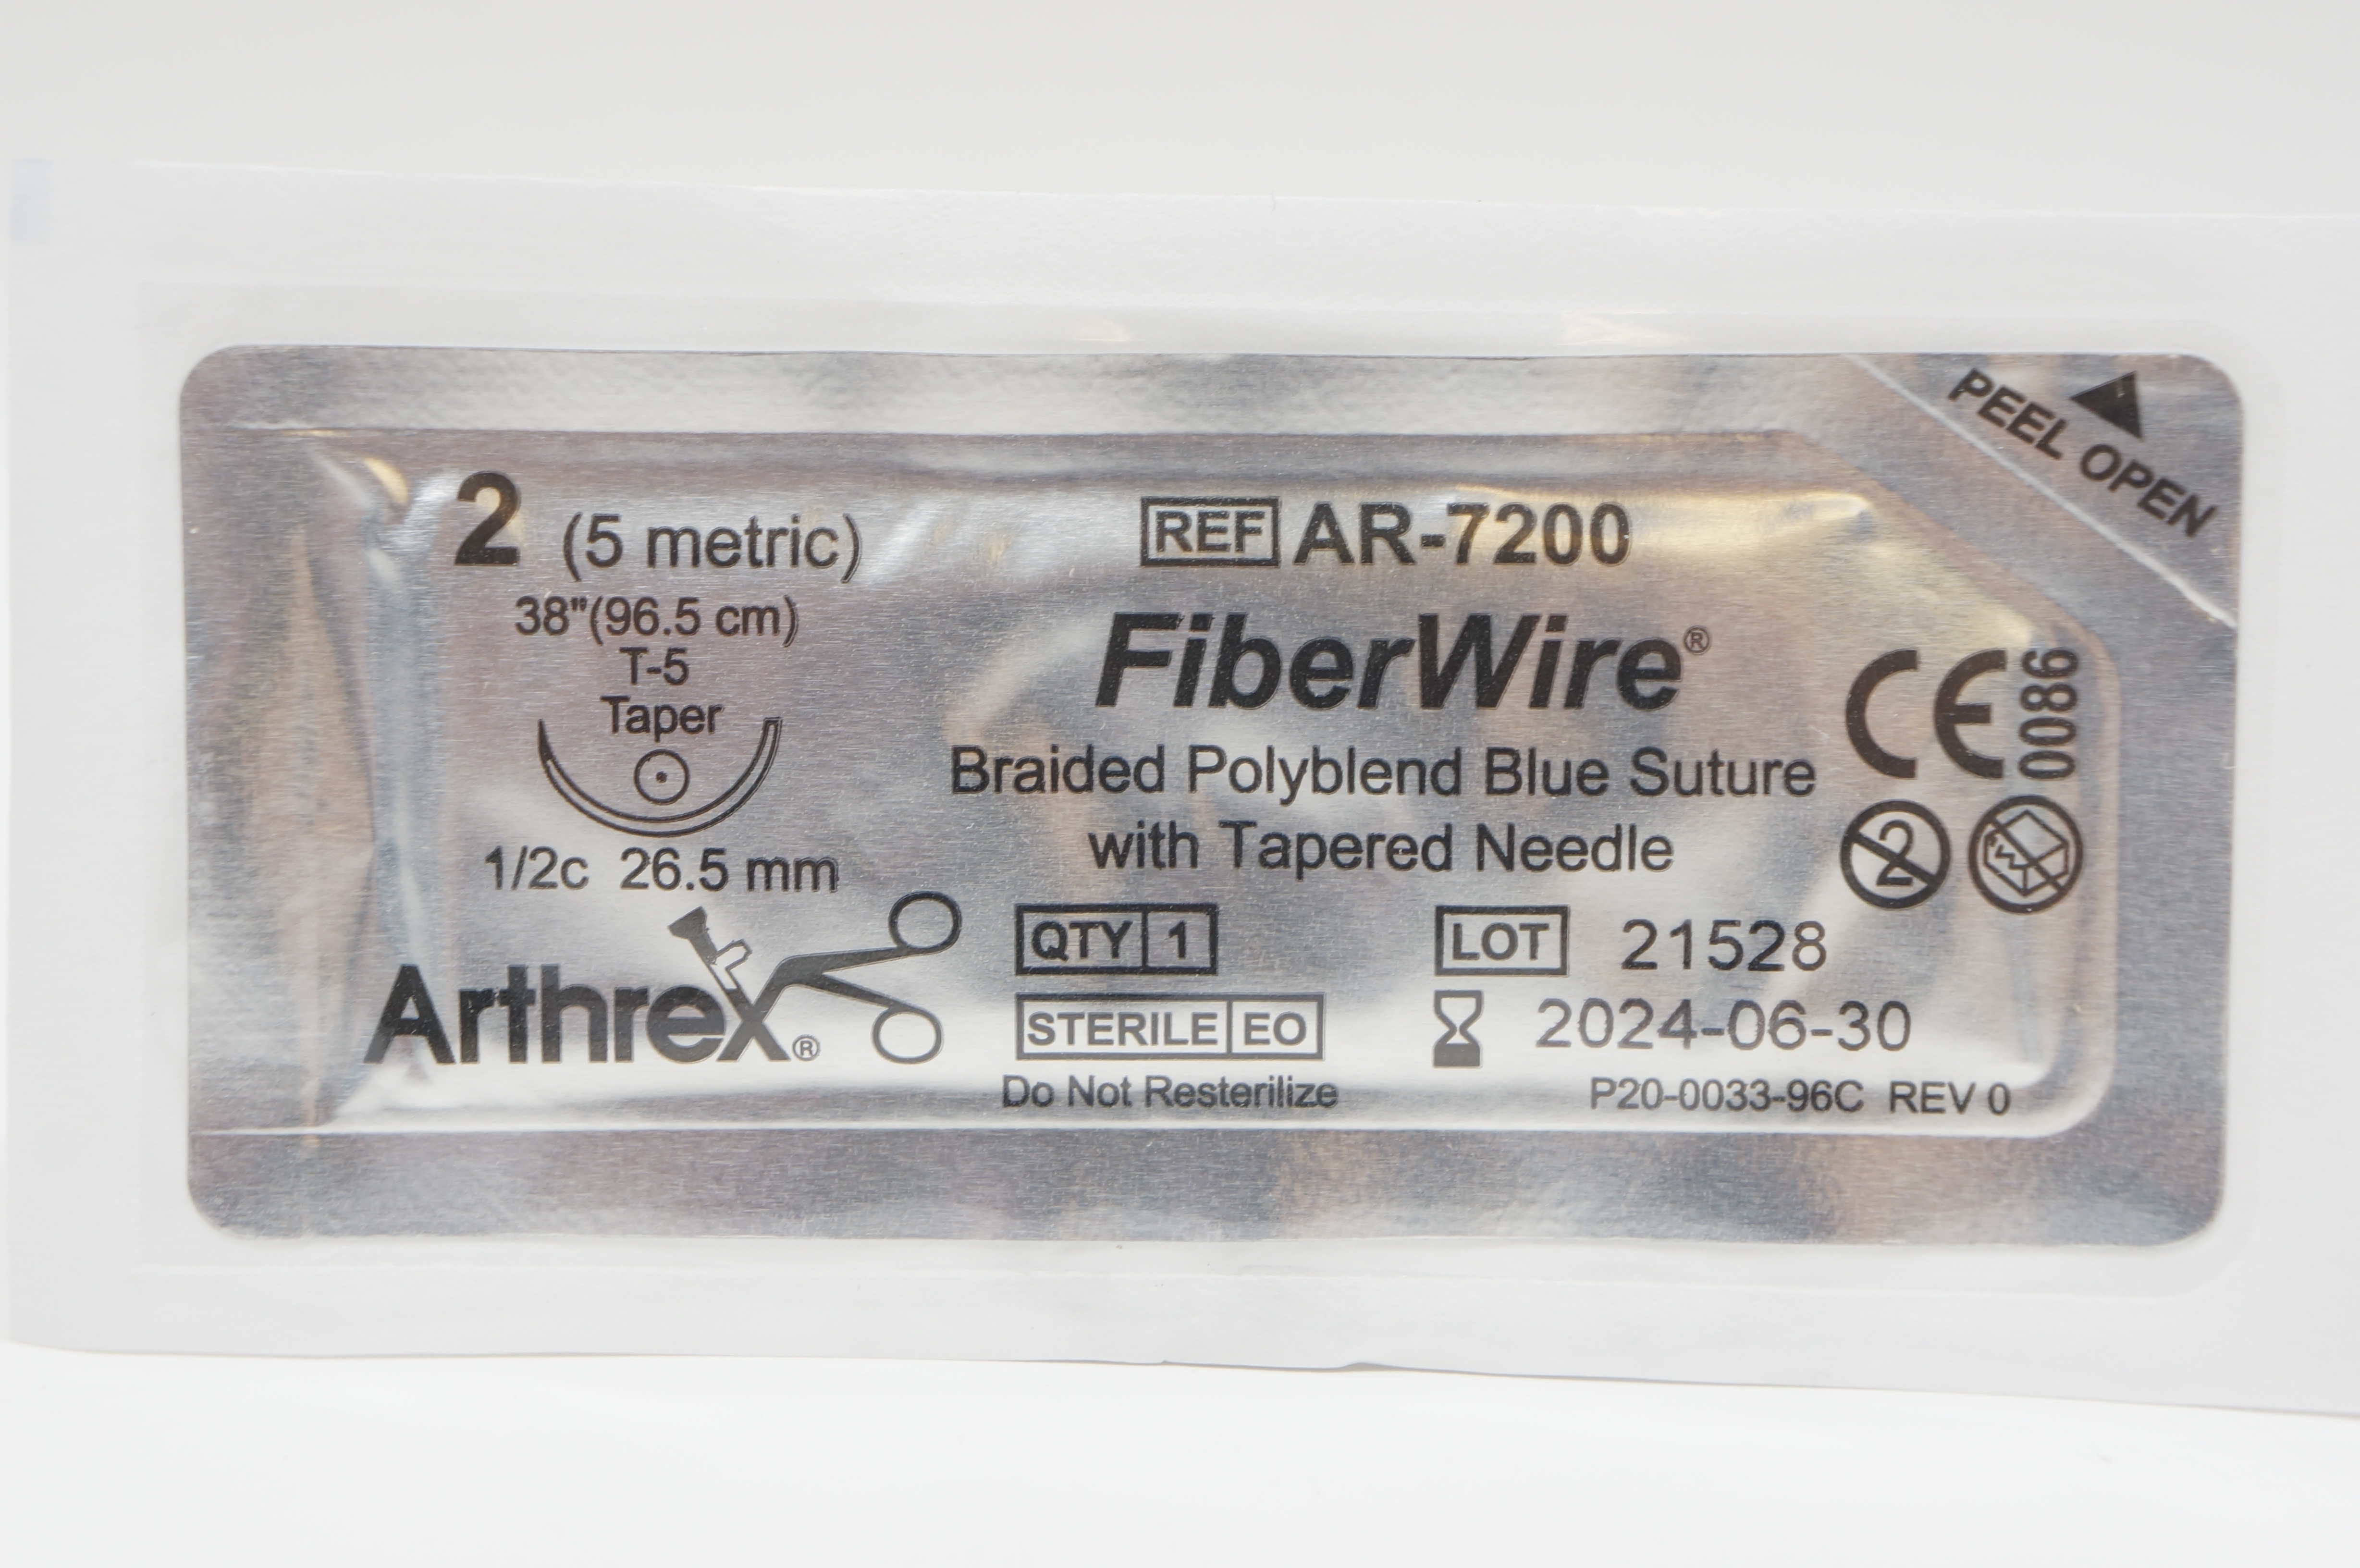 PEEL OPEN
2 (5 metric)
38"(96.5 cm)
T-5
Taper
1/2c 26.5 mm
Arthrex®
REF AR-7200
FiberWire®
Braided Polyblend Blue Suture
with Tapered Needle
CE 0086
2
QTY 1
LOT 21528
STERILE EO
2024-06-30
Do Not Resterilize
P20-0033-96C REV 0